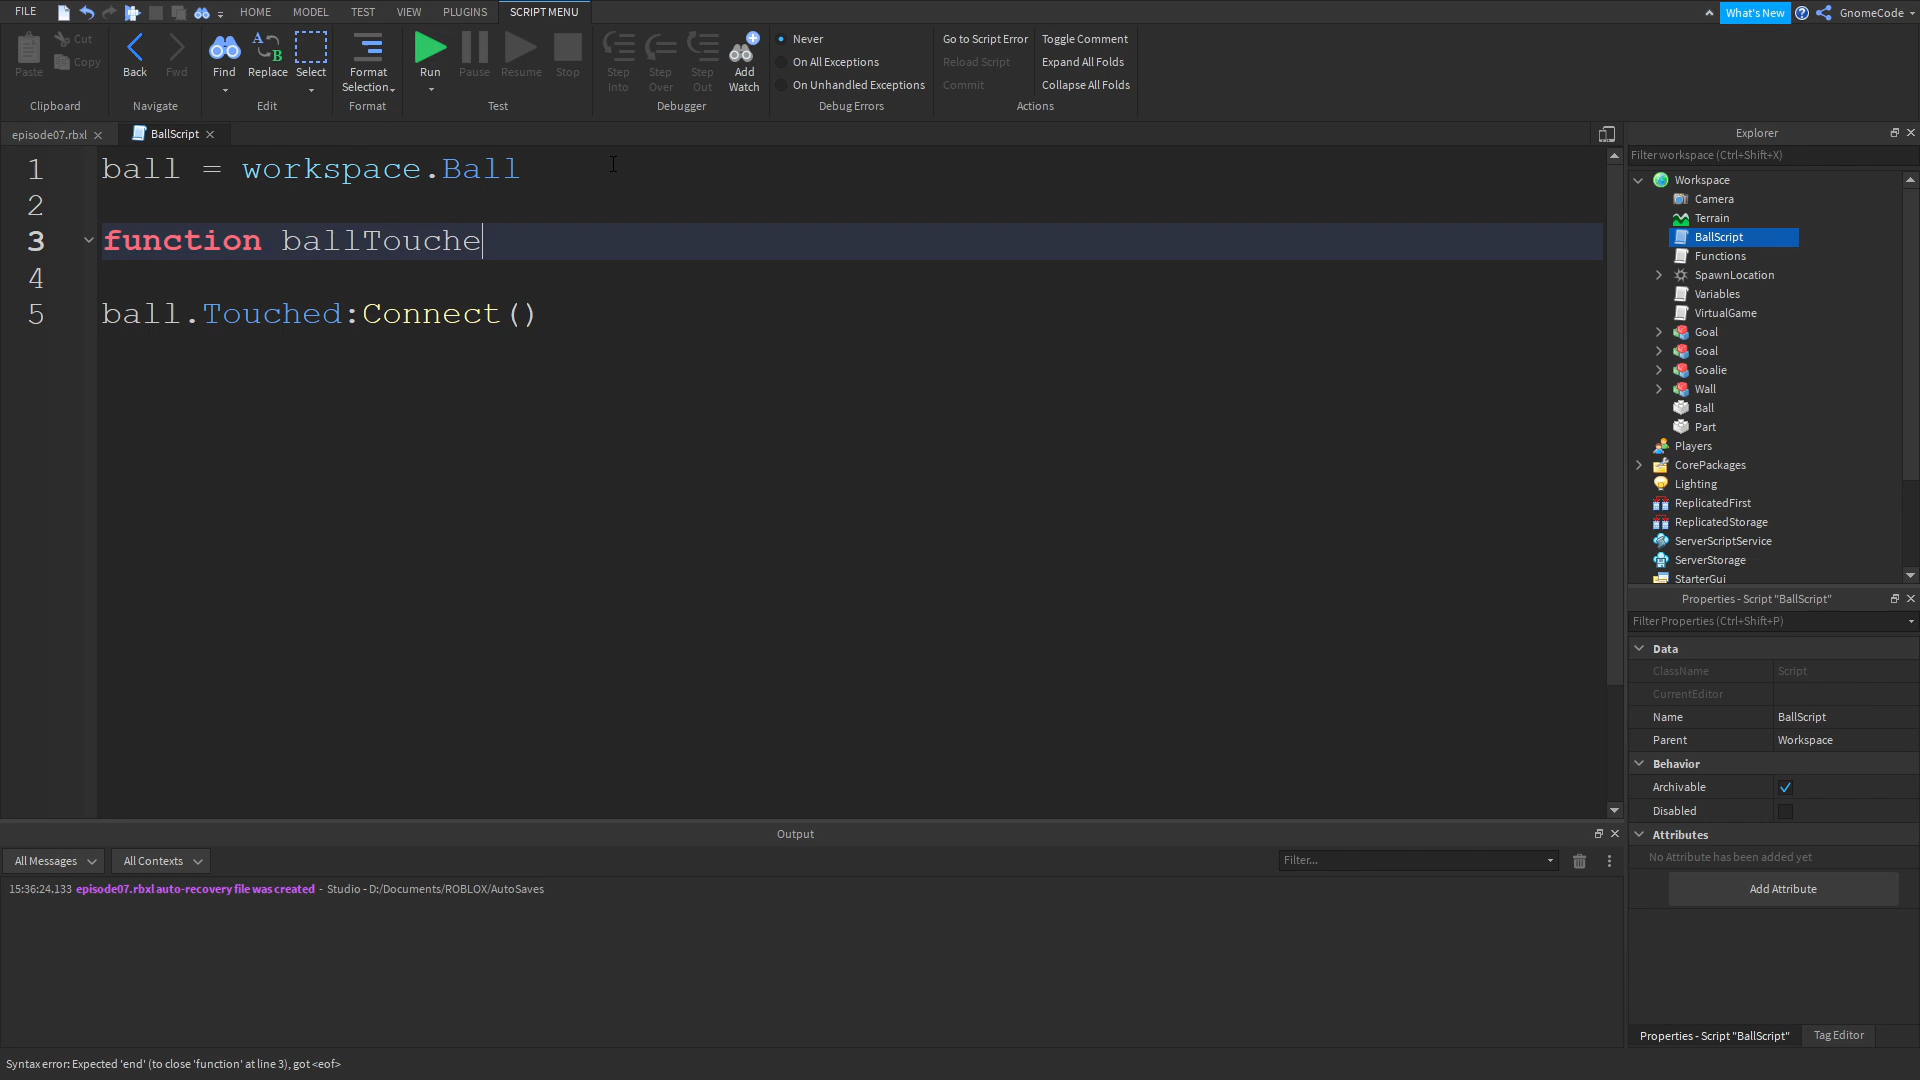 FILE HOME MODEL TEST VIEW PLUGINS SCRIPT MENU What's New GnomeCode
Paste Cut Copy Clipboard
Back Fwd Navigate
Find Replace Select Edit
A B
Format Selection Format
Run Pause Resume Stop Test
Step Into Step Over Step Out Add Watch Debugger
Never
On All Exceptions
On Unhandled Exceptions
Debug Errors
Go to Script Error Toggle Comment
Reload Script Expand All Folds
Commit Collapse All Folds
Actions
episode07.rbxl BallScript
1 ball = workspace.Ball
2
3 function ballTouche
4
5 ball.Touched:Connect()
Explorer
Filter workspace (Ctrl+Shift+X)
Workspace
Camera
Terrain
BallScript
Functions
SpawnLocation
Variables
VirtualGame
Goal
Goal
Goalie
Wall
Ball
Part
Players
CorePackages
Lighting
ReplicatedFirst
ReplicatedStorage
ServerScriptService
ServerStorage
StarterGui
Properties - Script "BallScript"
Filter Properties (Ctrl+Shift+P)
Data
ClassName Script
CurrentEditor
Name BallScript
Parent Workspace
Behavior
Archivable
Disabled
Attributes
No Attribute has been added yet
Add Attribute
Properties - Script "BallScript" Tag Editor
Output
All Messages All Contexts Filter...
15:36:24.133 episode07.rbxl auto-recovery file was created - Studio - D:/Documents/ROBLOX/AutoSaves
Syntax error: Expected 'end' (to close 'function' at line 3), got <eof>